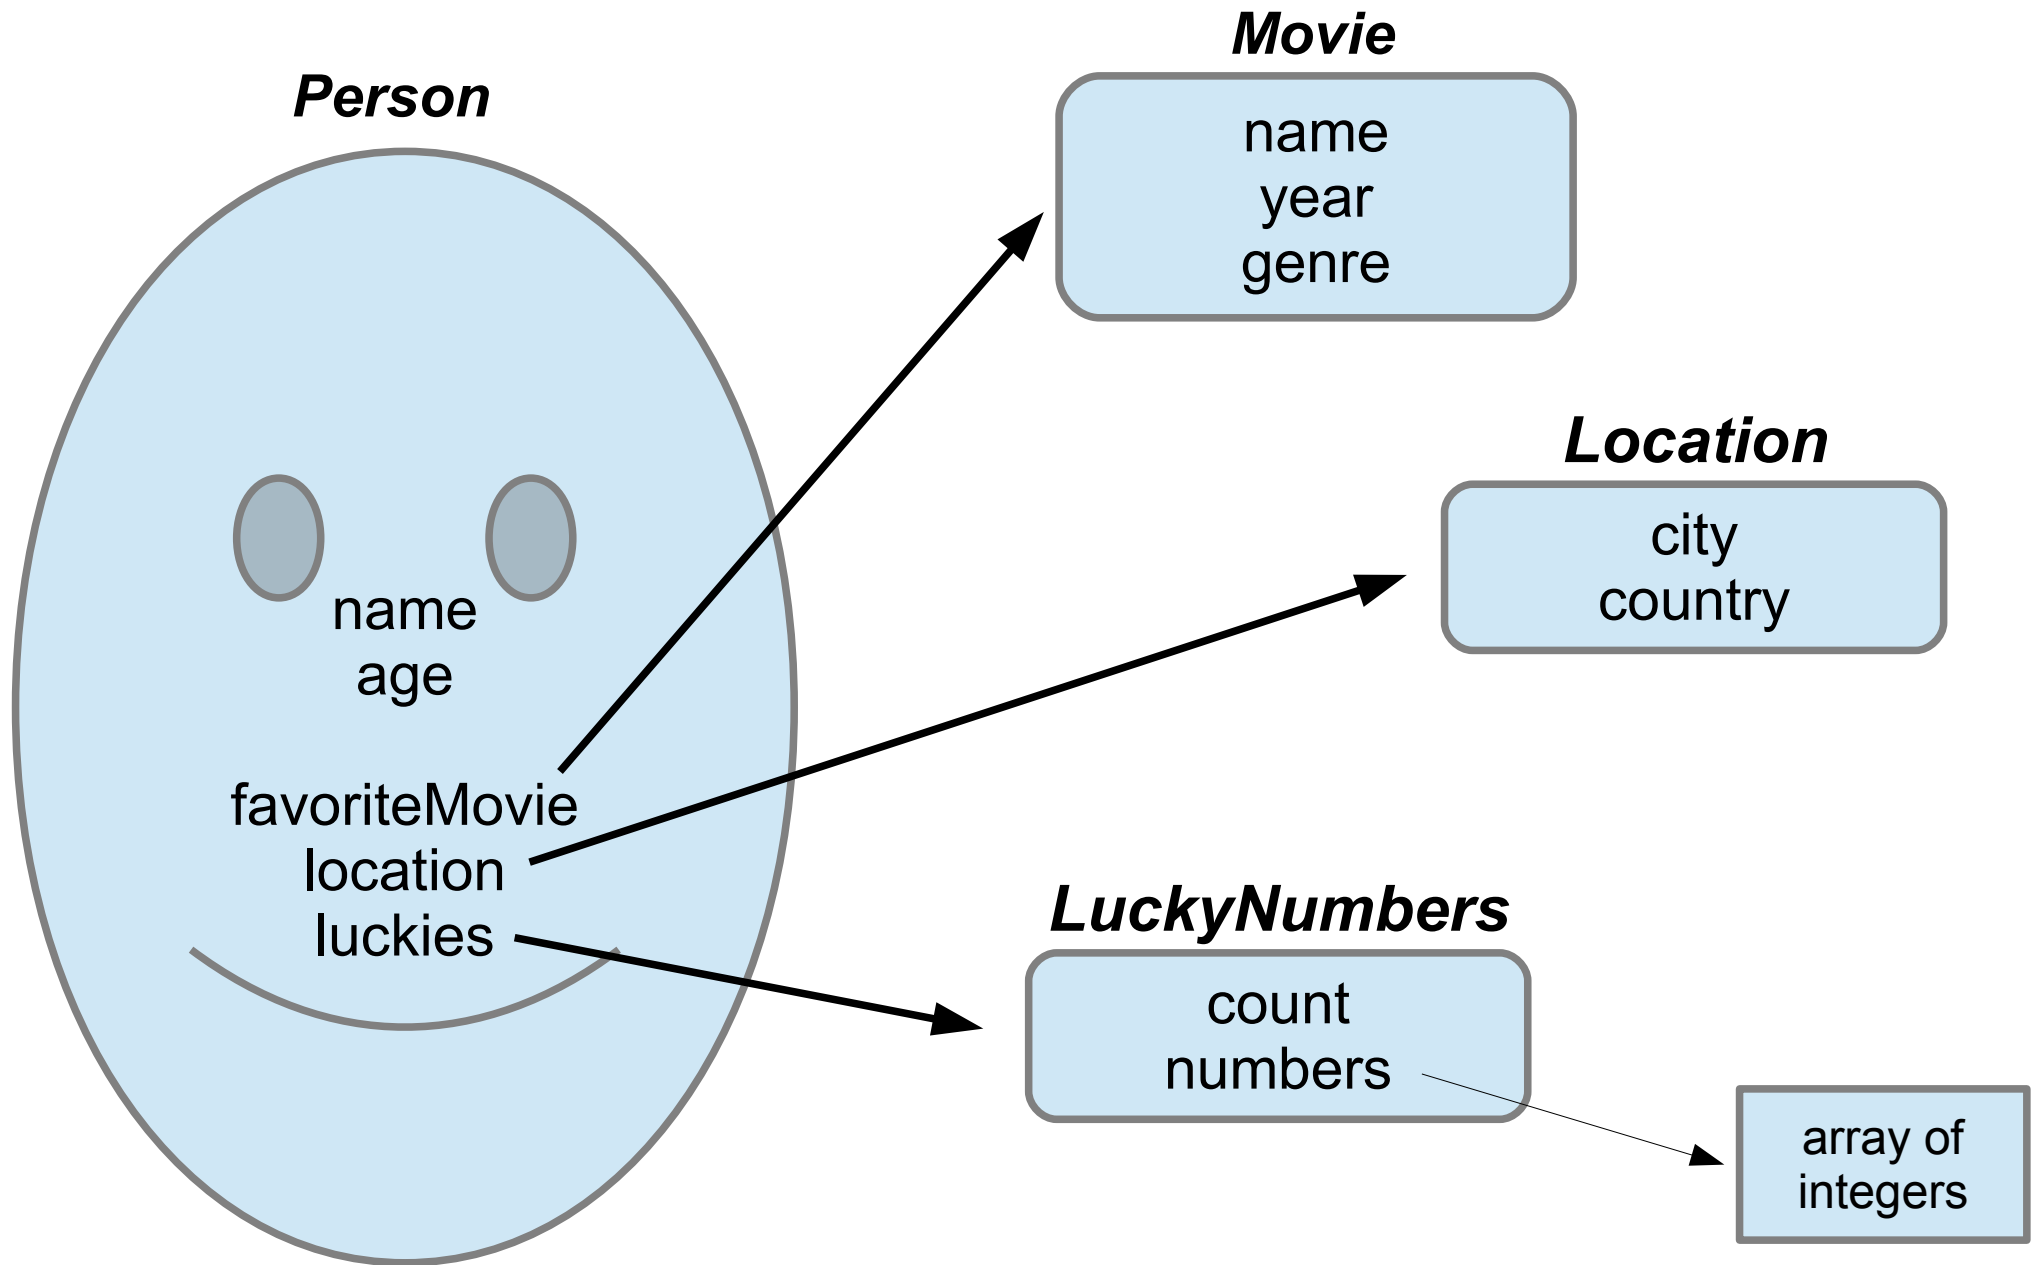 Person
name
age
favoriteMovie
location
luckies
Movie
name
year
genre
Location
city
country
LuckyNumbers
count
numbers
array of
integers